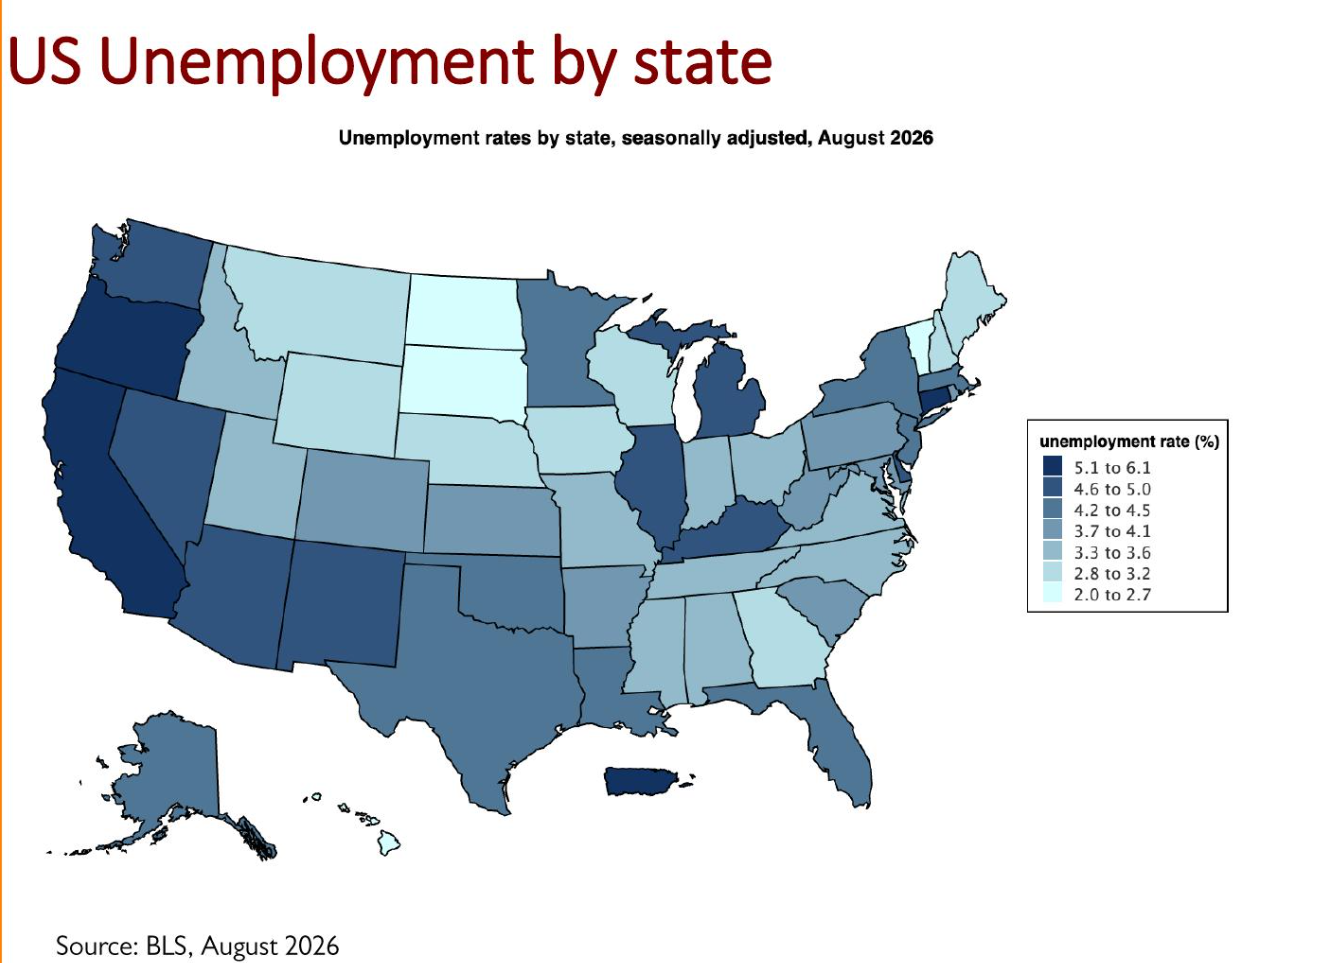 US Unemployment by state
Unemployment rates by state, seasonally adjusted, August 2026
unemployment rate (%)
5.1 to 6.1
4.6 to 5.0
4.2 to 4.5
3.7 to 4.1
3.3 to 3.6
2.8 to 3.2
2.0 to 2.7
Source: BLS, August 2026